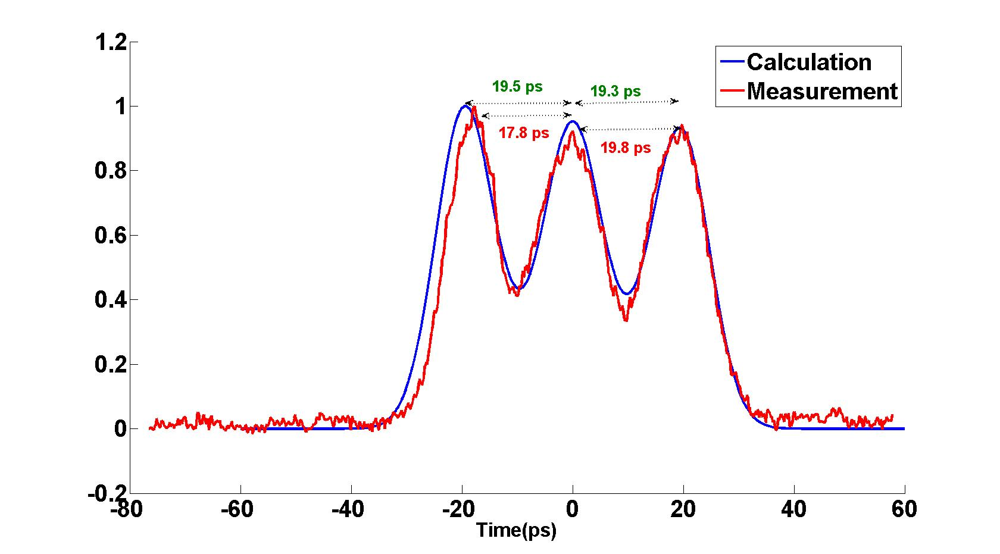 1.2
1
0.8
0.6
0.4
0.2
0
-0.2
-80
-60
-40
-20
0
20
40
60
Time(ps)
19.5 ps
19.3 ps
17.8 ps
19.8 ps
Calculation
Measurement